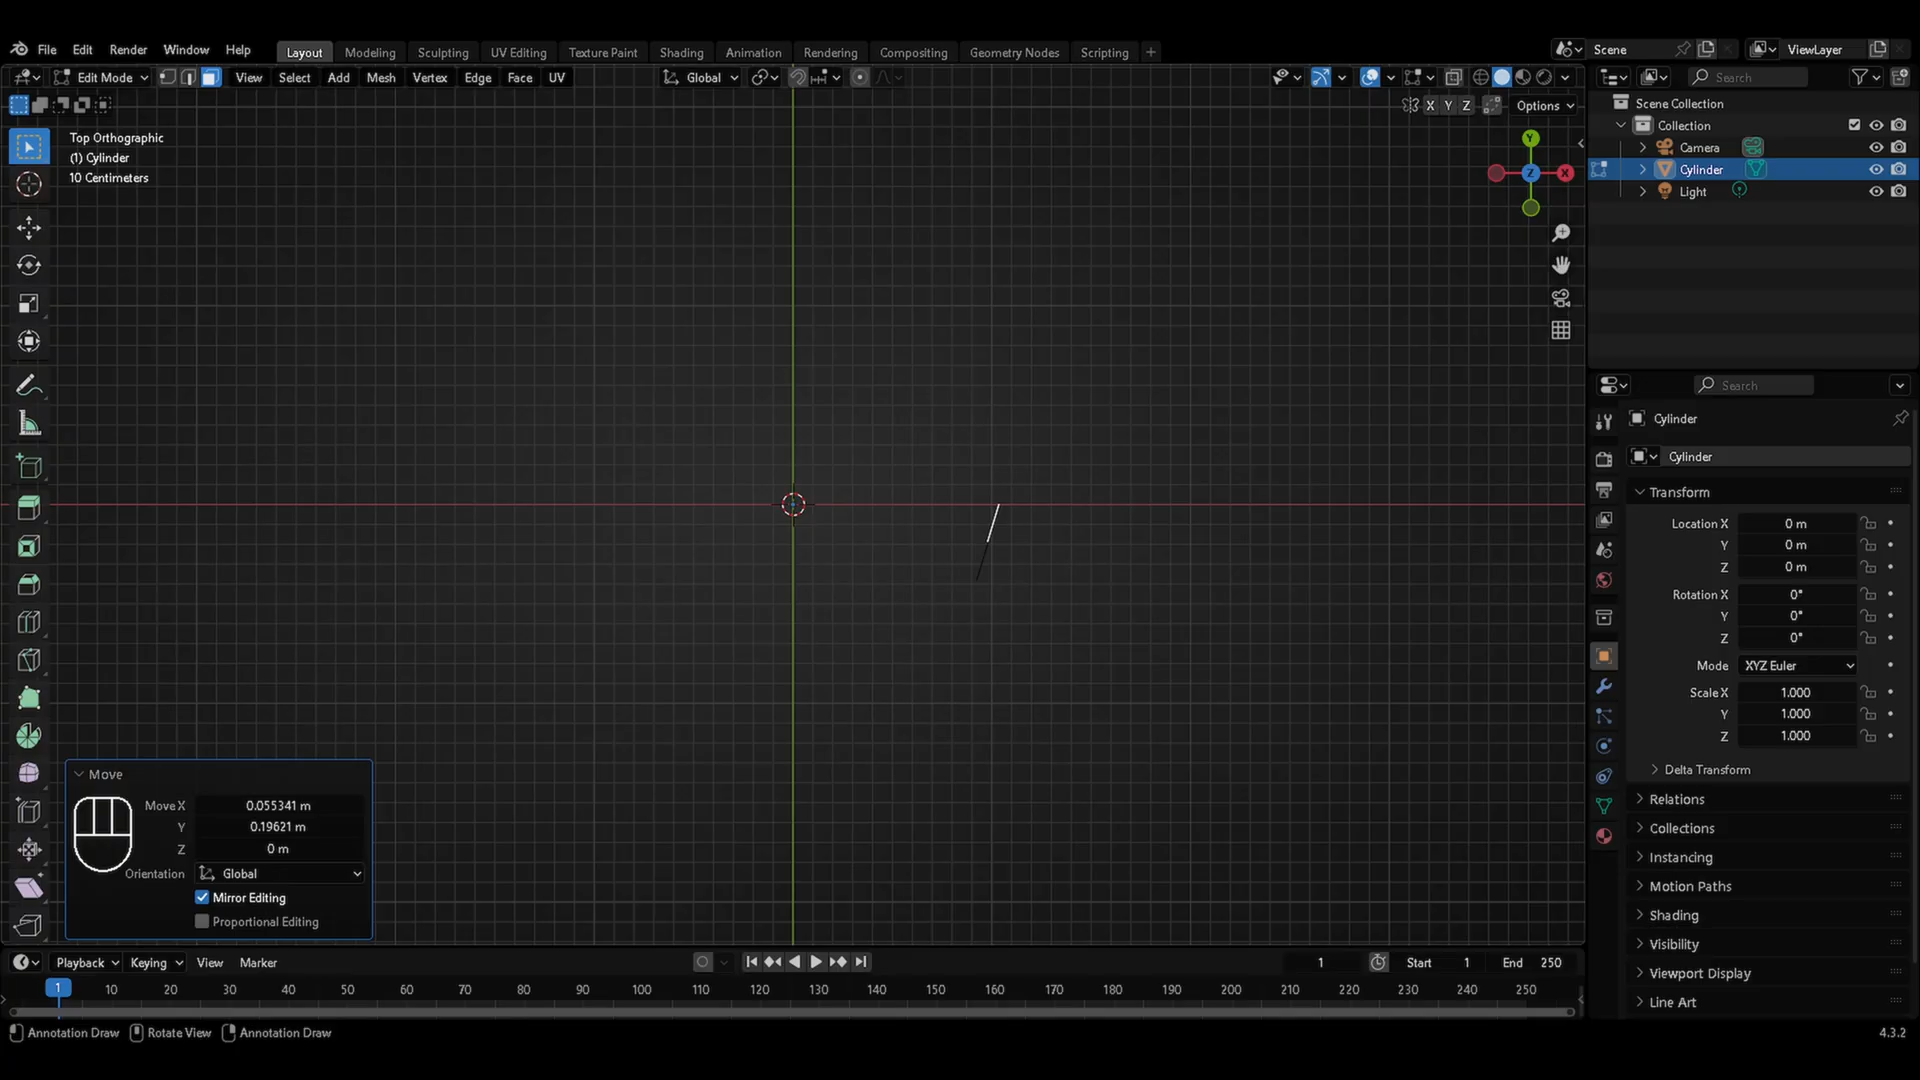 File Edit Render Window Help Layout Modeling Sculpting UV Editing Texture Paint Shading Animation Rendering Compositing Geometry Nodes Scripting + Scene ViewLayer
Edit Mode View Select Add Mesh Vertex Edge Face UV Global Search
X Y Z Options
Top Orthographic
(1) Cylinder
10 Centimeters
Y
Z X
Scene Collection
Collection
Camera
Cylinder
Light
Search
Cylinder
Cylinder
Transform
Location X 0 m
Y 0 m
Z 0 m
Rotation X 0°
Y 0°
Z 0°
Mode XYZ Euler
Scale X 1.000
Y 1.000
Z 1.000
Delta Transform
Relations
Collections
Instancing
Motion Paths
Shading
Visibility
Viewport Display
Line Art
Move
Move X 0.055341 m
Y 0.19621 m
Z 0 m
Orientation Global
Mirror Editing
Proportional Editing
Playback Keying View Marker 1 Start 1 End 250
1 10 20 30 40 50 60 70 80 90 100 110 120 130 140 150 160 170 180 190 200 210 220 230 240 250
Annotation Draw Rotate View Annotation Draw 4.3.2